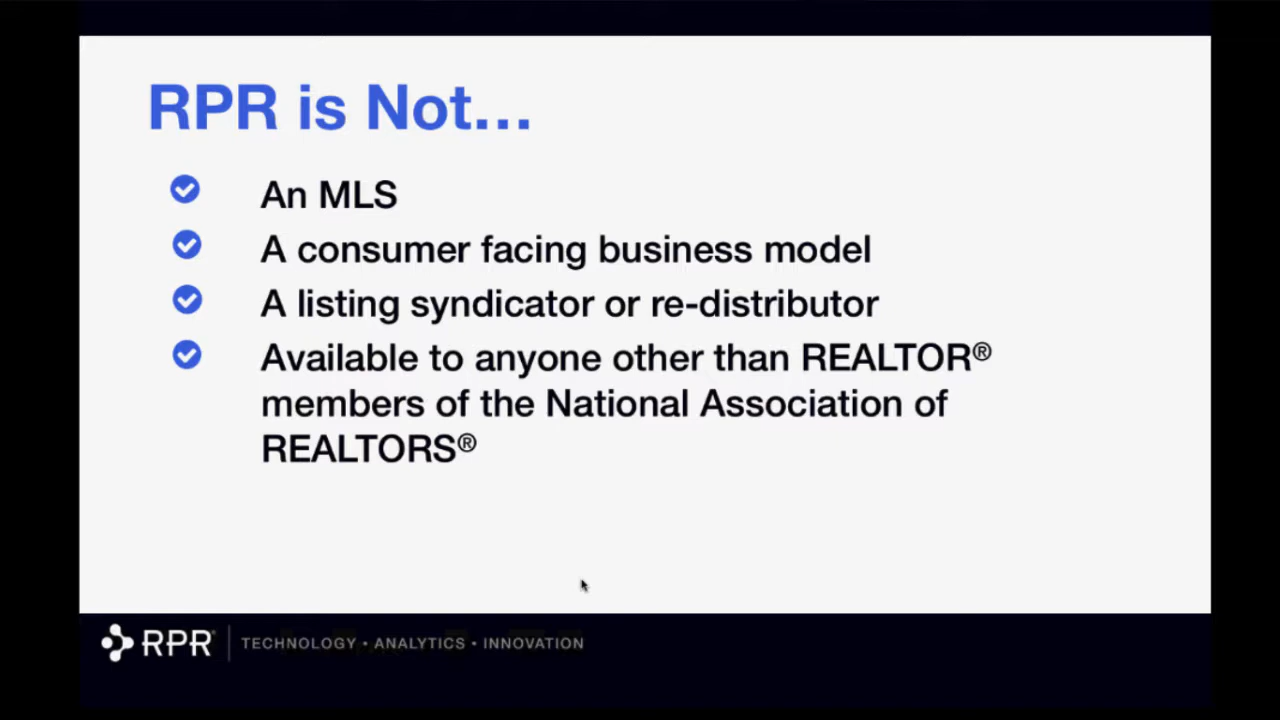 RPR is Not...
An MLS
A consumer facing business model
A listing syndicator or re-distributor
Available to anyone other than REALTOR®
members of the National Association of
REALTORS®
RPR® | TECHNOLOGY • ANALYTICS • INNOVATION